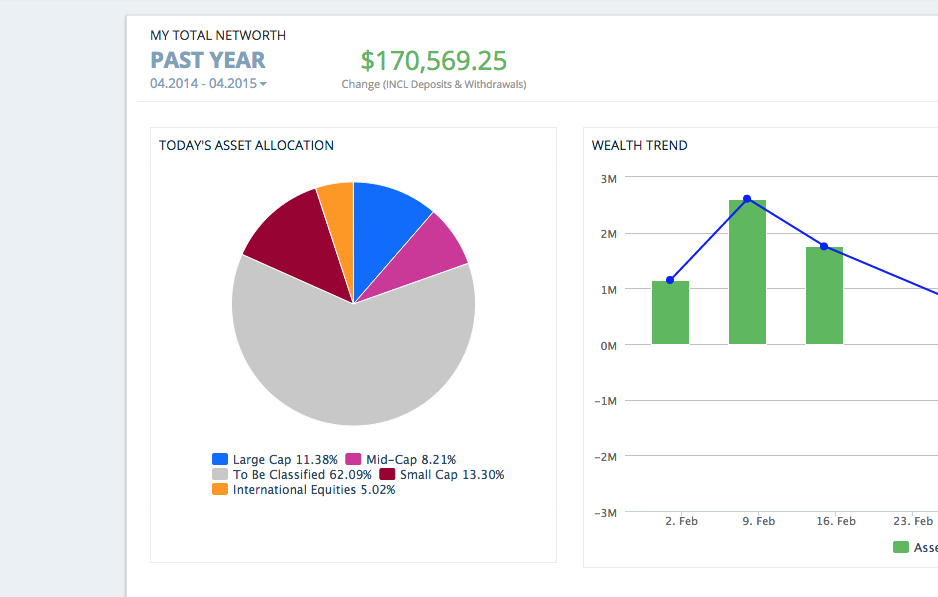 MY TOTAL NETWORTH
PAST YEAR
$170,569.25
04.2014 - 04.2015
Change (INCL Deposits & Withdrawals)
TODAY'S ASSET ALLOCATION
Large Cap 11.38% Mid-Cap 8.21%
To Be Classified 62.09% Small Cap 13.30%
International Equities 5.02%
WEALTH TREND
3M
2M
1M
0M
-1M
-2M
-3M
2. Feb 9. Feb 16. Feb 23. Feb